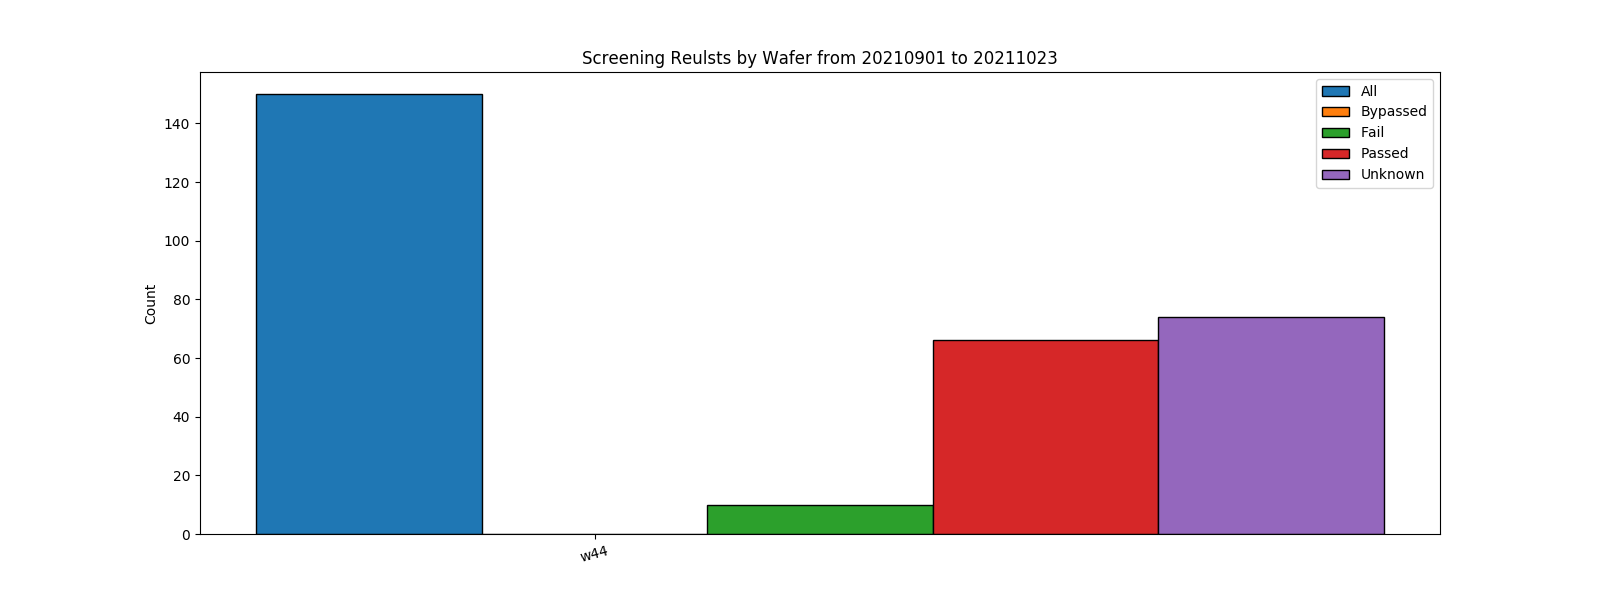 Screening Reulsts by Wafer from 20210901 to 20211023
All
Bypassed
Fail
Passed
Unknown
140
120
100
80
60
40
20
0
Count
w44